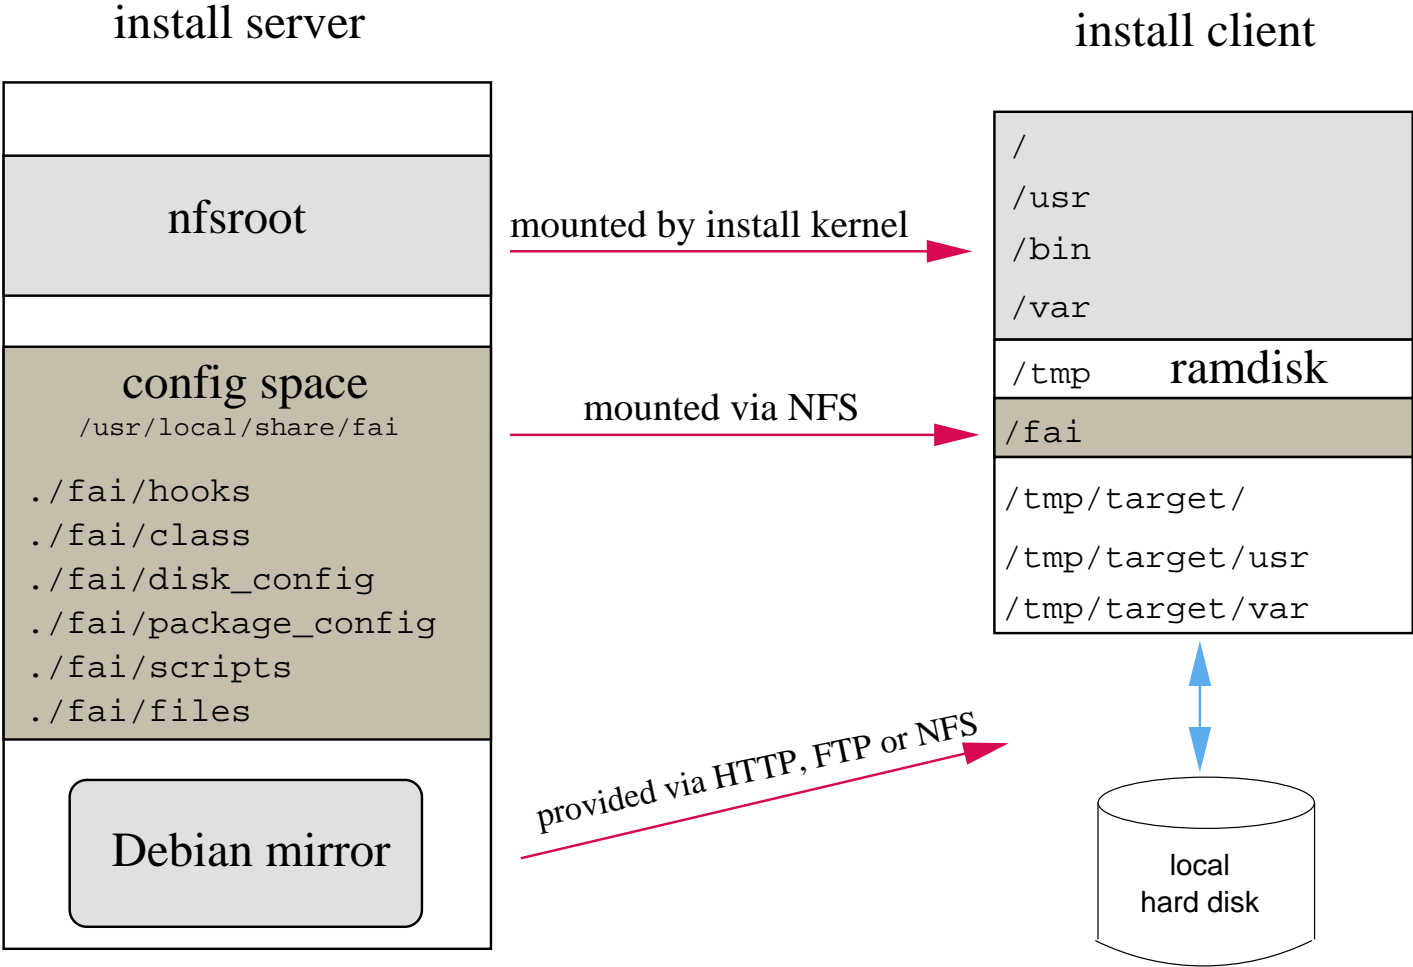 install server
install client
nfsroot
mounted by install kernel
/
/usr
/bin
/var
/tmp ramdisk
config space
/usr/local/share/fai
mounted via NFS
/fai
./fai/hooks
./fai/class
./fai/disk_config
./fai/package_config
./fai/scripts
./fai/files
/tmp/target/
/tmp/target/usr
/tmp/target/var
Debian mirror
provided via HTTP, FTP or NFS
local
hard disk